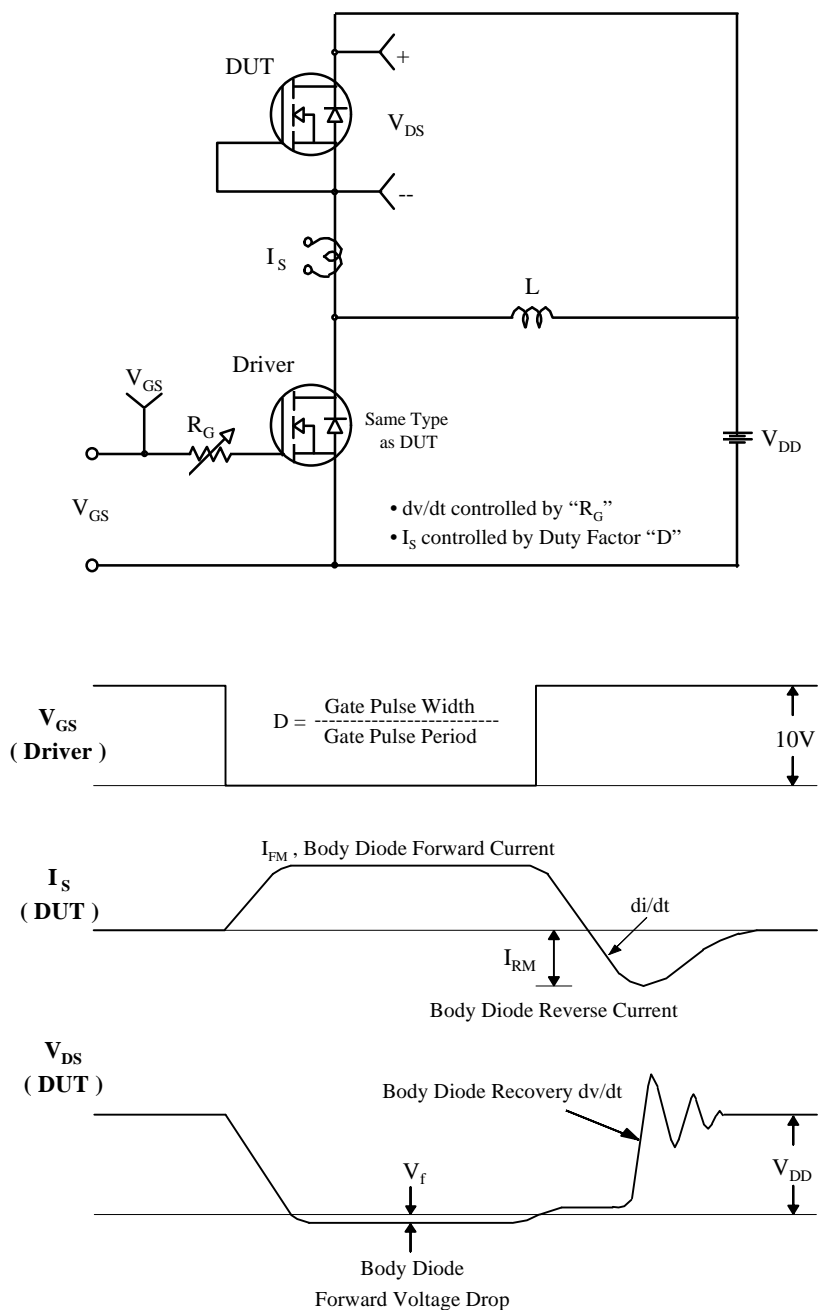 DUT
+
V_DS
--
I_S
L
Driver
V_GS
R_G
Same Type
as DUT
V_DD
V_GS
• dv/dt controlled by “R_G”
• I_S controlled by Duty Factor “D”
V_GS
( Driver )
D = Gate Pulse Width
--------------------------
Gate Pulse Period
10V
I_FM , Body Diode Forward Current
I_S
( DUT )
di/dt
I_RM
Body Diode Reverse Current
V_DS
( DUT )
Body Diode Recovery dv/dt
V_f
V_DD
Body Diode
Forward Voltage Drop